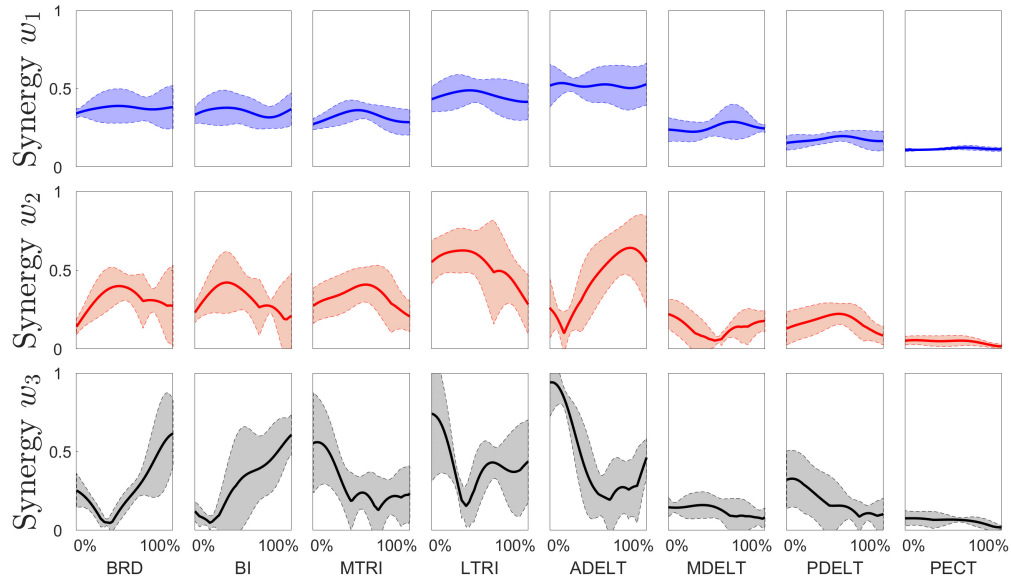 Synergy w1
1
0.5
0
Synergy w2
1
0.5
0
Synergy w3
1
0.5
0
0% 100% 0% 100% 0% 100% 0% 100% 0% 100% 0% 100% 0% 100% 0% 100%
BRD BI MTRI LTRI ADELT MDELT PDELT PECT